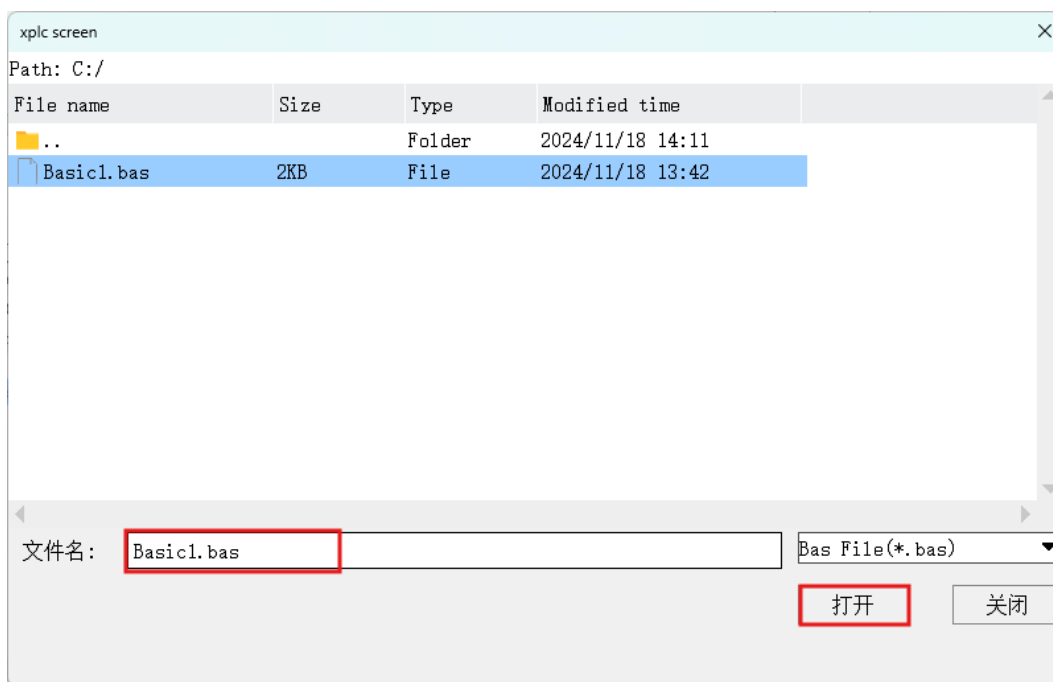 xplc screen
Path: C:/
File name Size Type Modified time
.. Folder 2024/11/18 14:11
Basic1.bas 2KB File 2024/11/18 13:42
文件名: Basic1.bas Bas File(*.bas)
打开 关闭